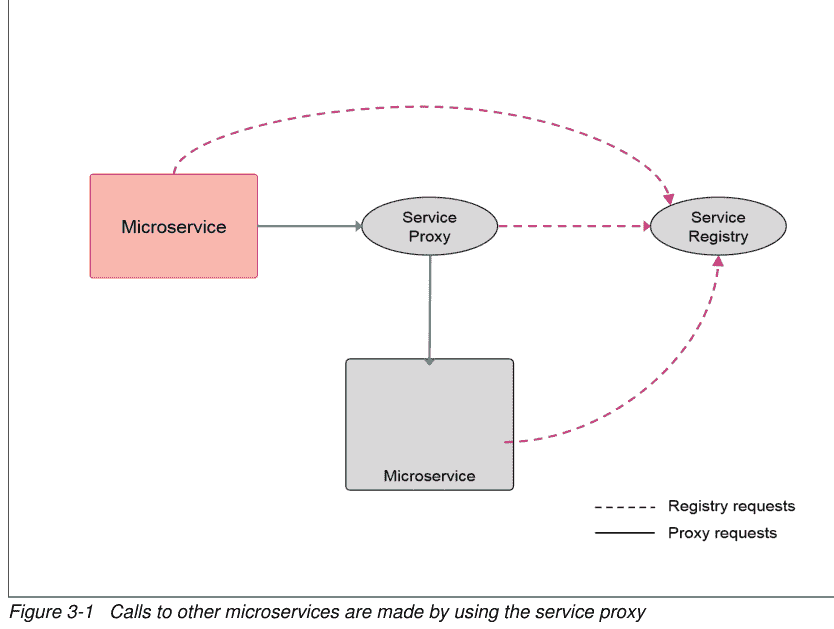 Microservice
Service
Proxy
Service
Registry
Microservice
Registry requests
Proxy requests
Figure 3-1 Calls to other microservices are made by using the service proxy